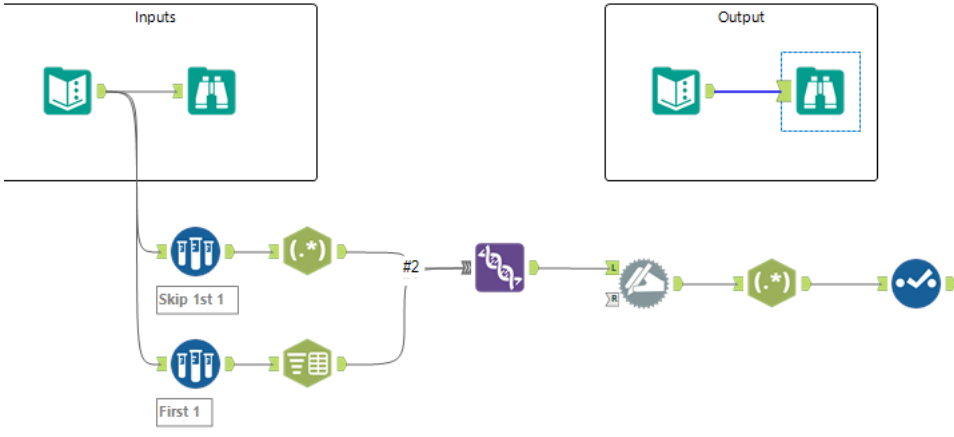 Inputs
Output
(.*)
#2
L
R
(.*)
Skip 1st 1
First 1